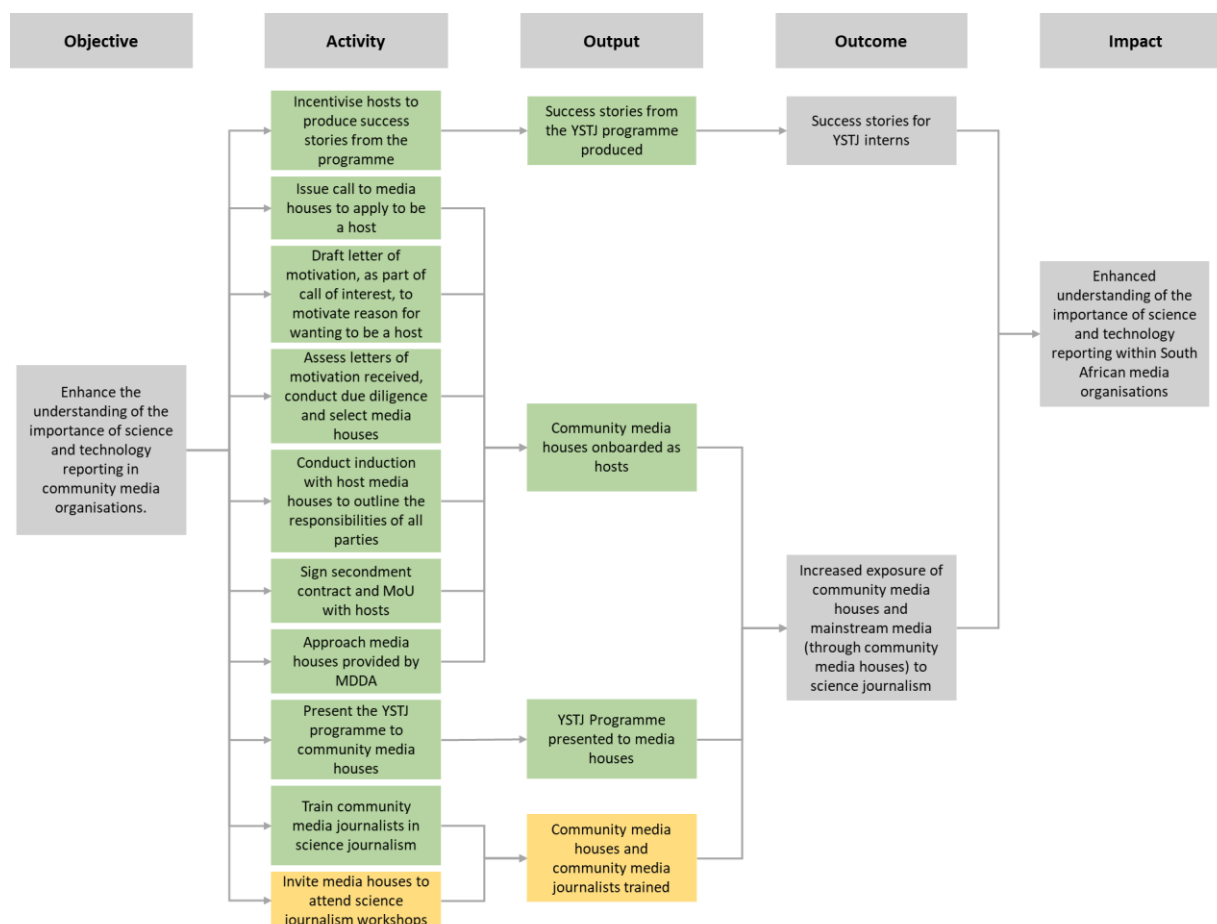 Objective
Activity
Output
Outcome
Impact
Incentivise hosts to
produce success
stories from the
programme
Success stories from
the YSTJ programme
produced
Success stories for
YSTJ interns
Issue call to media
houses to apply to be
a host
Draft letter of
motivation, as part of
call of interest, to
motivate reason for
wanting to be a host
Assess letters of
motivation received,
conduct due diligence
and select media
houses
Conduct induction
with host media
houses to outline the
responsibilities of all
parties
Sign secondment
contract and MoU
with hosts
Approach media
houses provided by
MDDA
Present the YSTJ
programme to
community media
houses
Train community
media journalists in
science journalism
Invite media houses to
attend science
journalism workshops
Enhance the
understanding of the
importance of science
and technology
reporting in
community media
organisations.
Community media
houses onboarded as
hosts
YSTJ Programme
presented to media
houses
Community media
houses and
community media
journalists trained
Increased exposure of
community media
houses and
mainstream media
(through community
media houses) to
science journalism
Enhanced
understanding of the
importance of science
and technology
reporting within South
African media
organisations